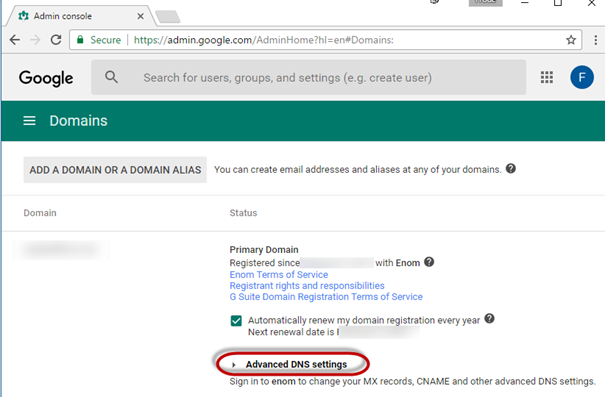 Admin console
Secure
https://admin.google.com/AdminHome?hl=en#Domains:
Google
Search for users, groups, and settings (e.g. create user)
F
Domains
ADD A DOMAIN OR A DOMAIN ALIAS
You can create email addresses and aliases at any of your domains.
Domain
Status
Primary Domain
Registered since with Enom
Enom Terms of Service
Registrant rights and responsibilities
G Suite Domain Registration Terms of Service
Automatically renew my domain registration every year
Next renewal date is
Advanced DNS settings
Sign in to enom to change your MX records, CNAME and other advanced DNS settings.